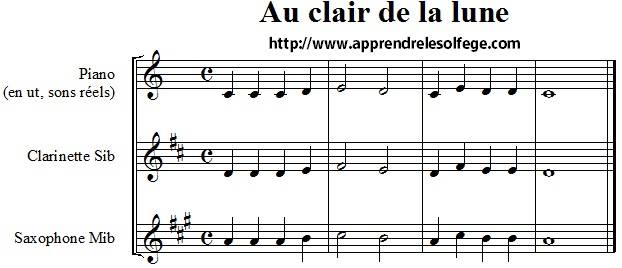 Au clair de la lune
http://www.apprendrelesolfege.com
Piano
(en ut, sons réels)
Clarinette Sib
Saxophone Mib